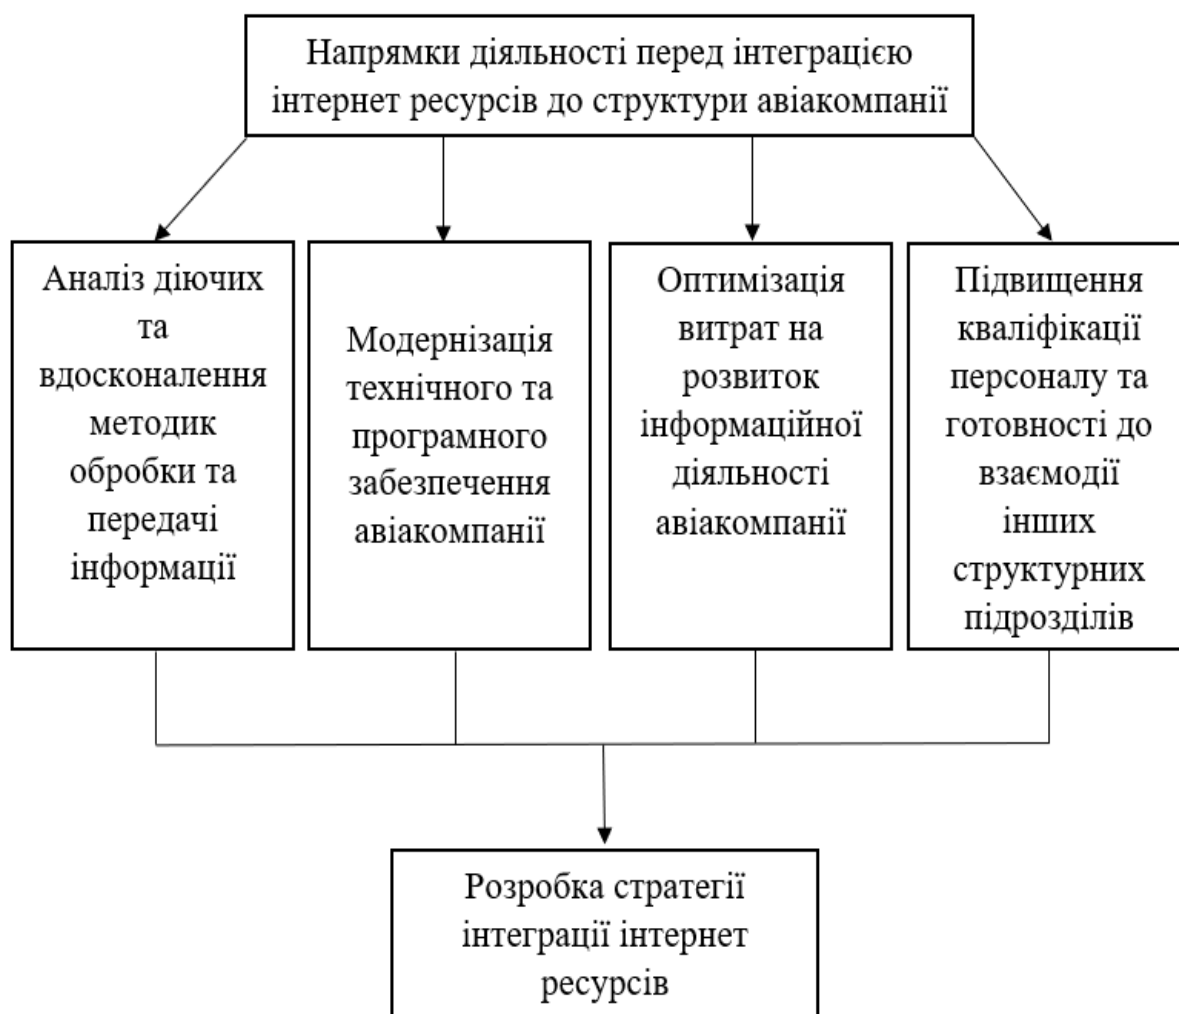 Напрямки діяльності перед інтеграцією
інтернет ресурсів до структури авіакомпанії
Аналіз діючих
та
вдосконалення
методик
обробки та
передачі
інформації
Модернізація
технічного та
програмного
забезпечення
авіакомпанії
Оптимізація
витрат на
розвиток
інформаційної
діяльності
авіакомпанії
Підвищення
кваліфікації
персоналу та
готовності до
взаємодії
інших
структурних
підрозділів
Розробка стратегії
інтеграції інтернет
ресурсів